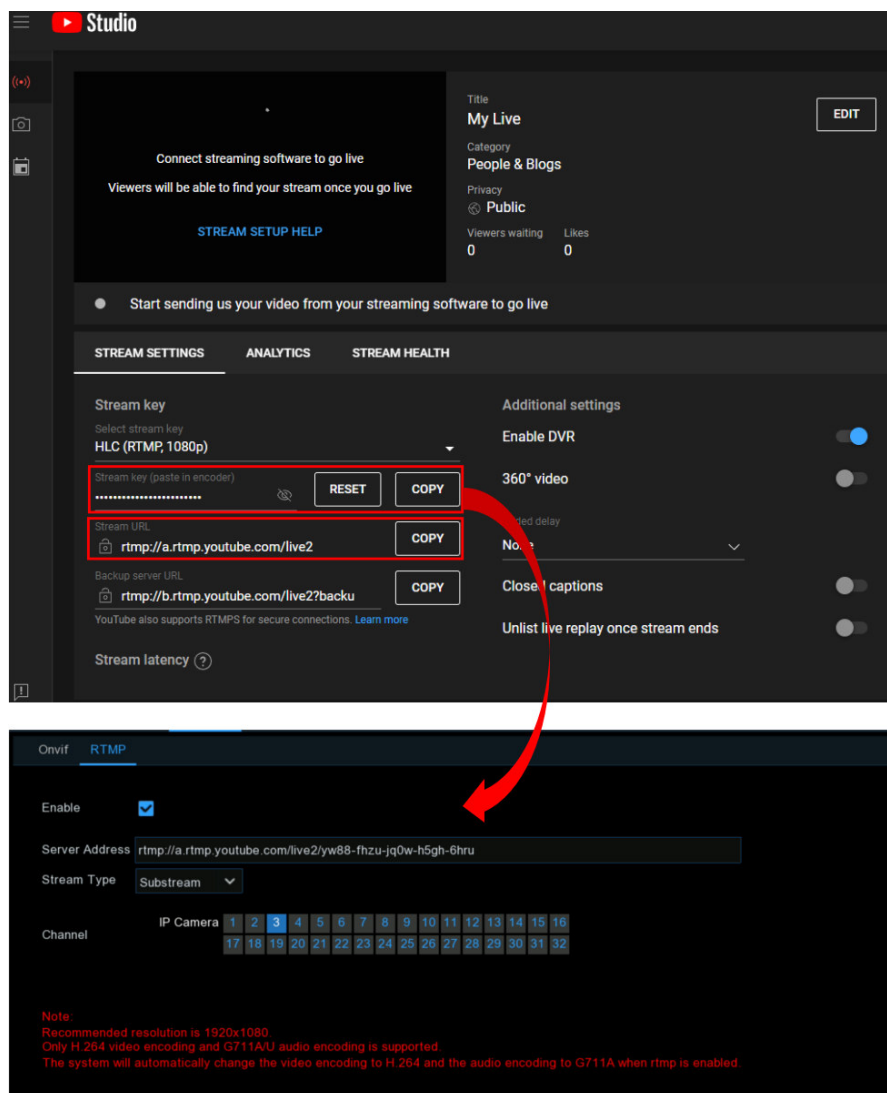 Studio
Title
My Live
EDIT
Connect streaming software to go live
Category
People & Blogs
Viewers will be able to find your stream once you go live
Privacy
Public
STREAM SETUP HELP
Viewers waiting Likes
0 0
Start sending us your video from your streaming software to go live
STREAM SETTINGS ANALYTICS STREAM HEALTH
Stream key
Select stream key
HLC (RTMP, 1080p)
Stream key (paste in encoder)
•••••••••••••••••••••••• RESET COPY
Stream URL
rtmp://a.rtmp.youtube.com/live2 COPY
Backup server URL
rtmp://b.rtmp.youtube.com/live2?backu COPY
YouTube also supports RTMPS for secure connections. Learn more
Stream latency ?
Additional settings
Enable DVR
360° video
delay
None
Closed captions
Unlist live replay once stream ends
Onvif RTMP
Enable
Server Address rtmp://a.rtmp.youtube.com/live2/yw88-fhzu-jq0w-h5gh-6hru
Stream Type Substream
Channel
IP Camera 1 2 3 4 5 6 7 8 9 10 11 12 13 14 15 16
17 18 19 20 21 22 23 24 25 26 27 28 29 30 31 32
Note:
Recommended resolution is 1920x1080.
Only H.264 video encoding and G711A/U audio encoding is supported.
The system will automatically change the video encoding to H.264 and the audio encoding to G711A when rtmp is enabled.